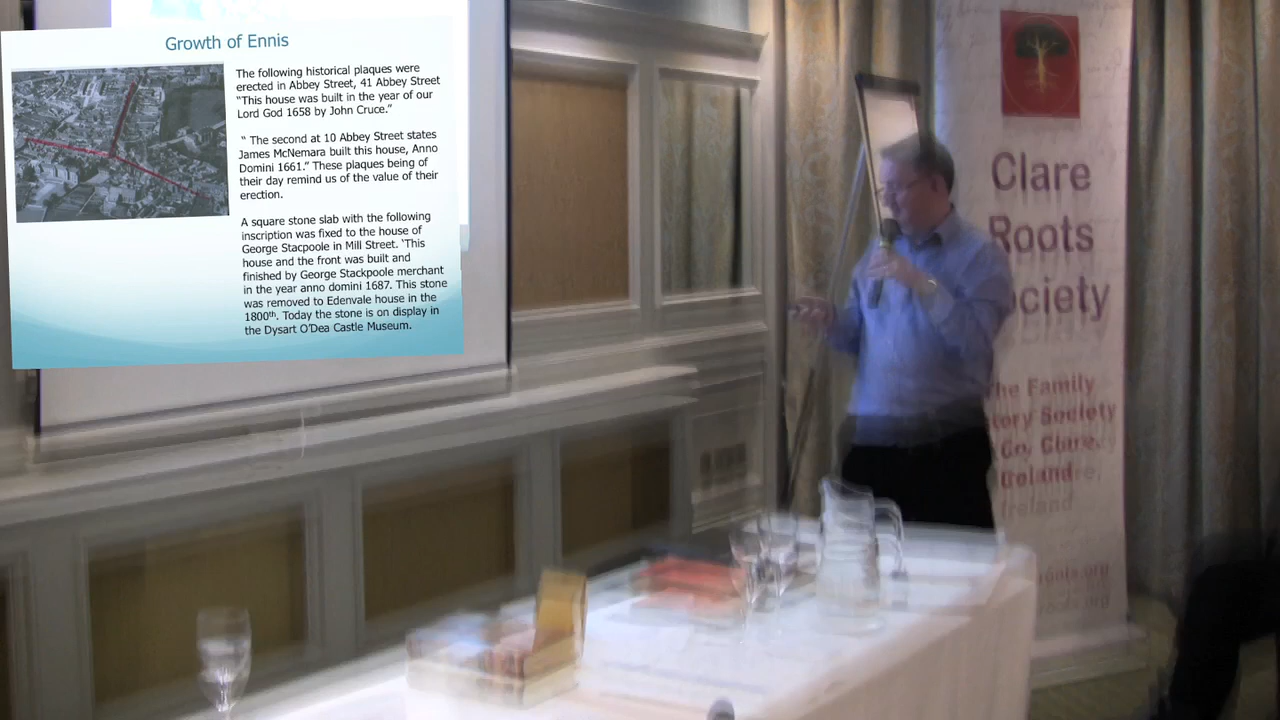 Growth of Ennis
The following historical plaques were
erected in Abbey Street, 41 Abbey Street
"This house was built in the year of our
Lord God 1658 by John Cruce."
" The second at 10 Abbey Street states
James McNemara built this house, Anno
Domini 1661." These plaques being of
their day remind us of the value of their
erection.
A square stone slab with the following
inscription was fixed to the house of
George Stacpoole in Mill Street. 'This
house and the front was built and
finished by George Stackpoole merchant
in the year anno domini 1687. This stone
was removed to Edenvale house in the
1800th. Today the stone is on display in
the Dysart O'Dea Castle Museum.
Clare
Roots
ociety
he Family
tory Society
Co, Clare,
Ireland